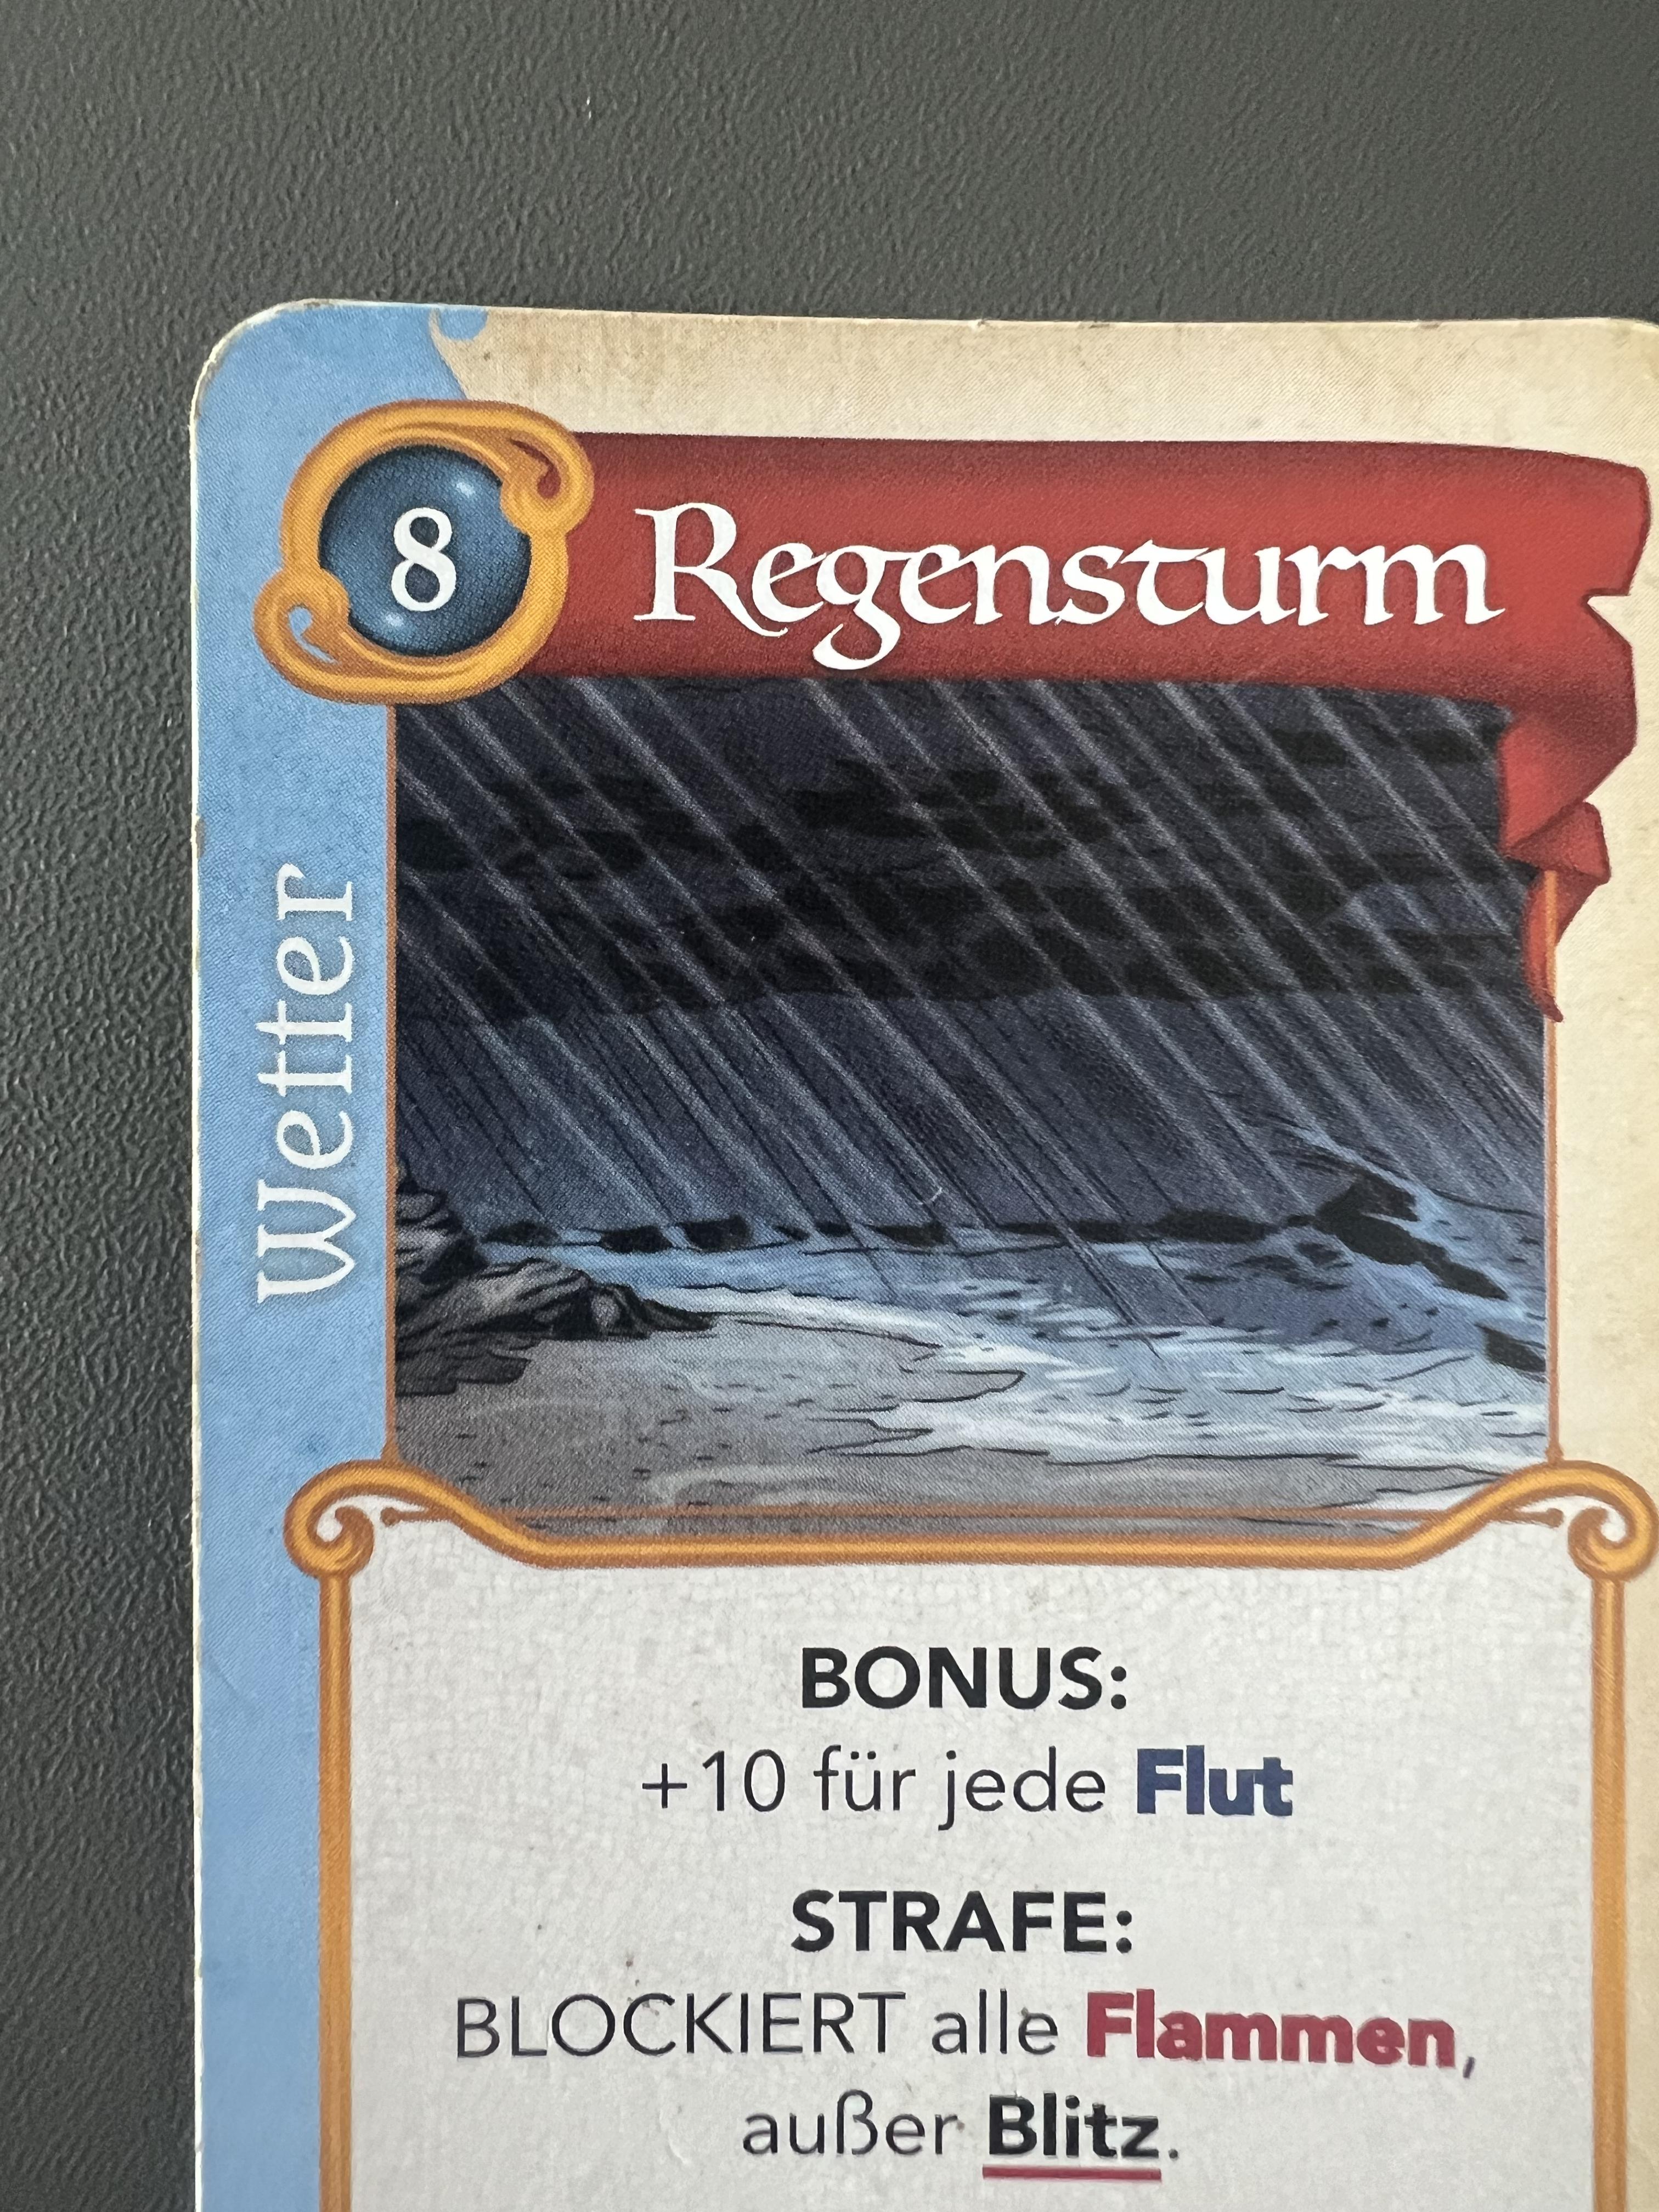 8
Regensturm
Wetter
BONUS:
+10 für jede Flut
STRAFE:
BLOCKIERT alle Flammen,
außer Blitz.